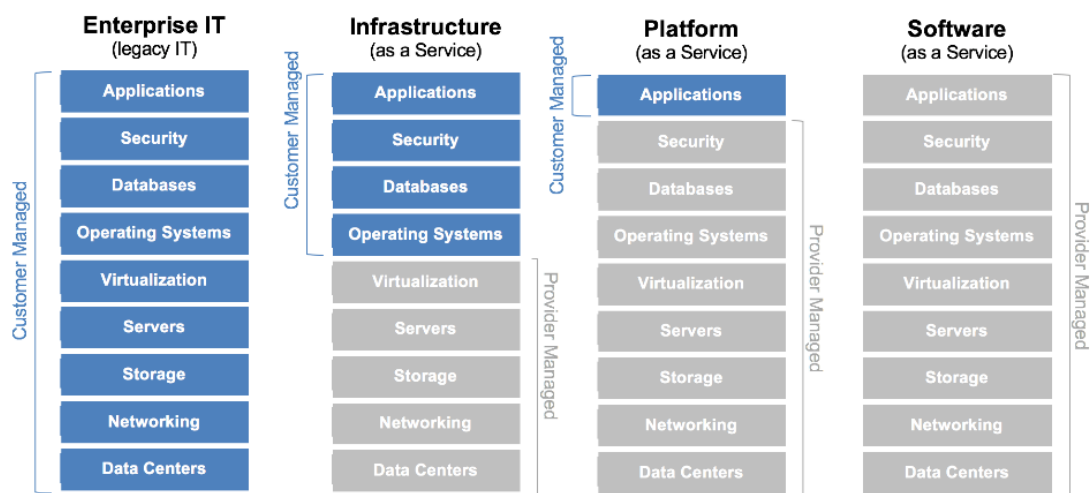 Enterprise IT
(legacy IT)
Customer Managed
Applications
Security
Databases
Operating Systems
Virtualization
Servers
Storage
Networking
Data Centers
Infrastructure
(as a Service)
Customer Managed
Applications
Security
Databases
Operating Systems
Virtualization
Servers
Storage
Networking
Data Centers
Provider Managed
Platform
(as a Service)
Customer Managed
Applications
Security
Databases
Operating Systems
Virtualization
Servers
Storage
Networking
Data Centers
Provider Managed
Software
(as a Service)
Applications
Security
Databases
Operating Systems
Virtualization
Servers
Storage
Networking
Data Centers
Provider Managed